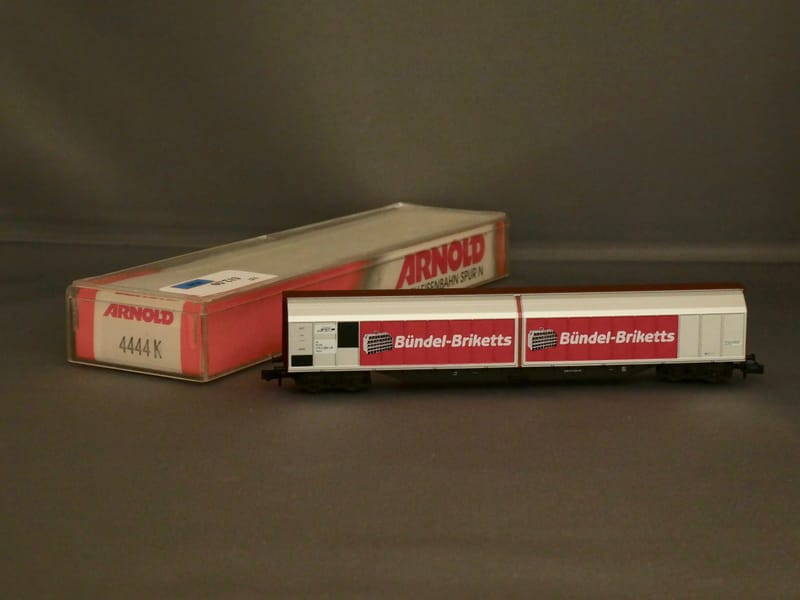 ARNOLD
EISENBAHN SPUR N
ARNOLD
4444 K
Bündel-Briketts
Bündel-Briketts